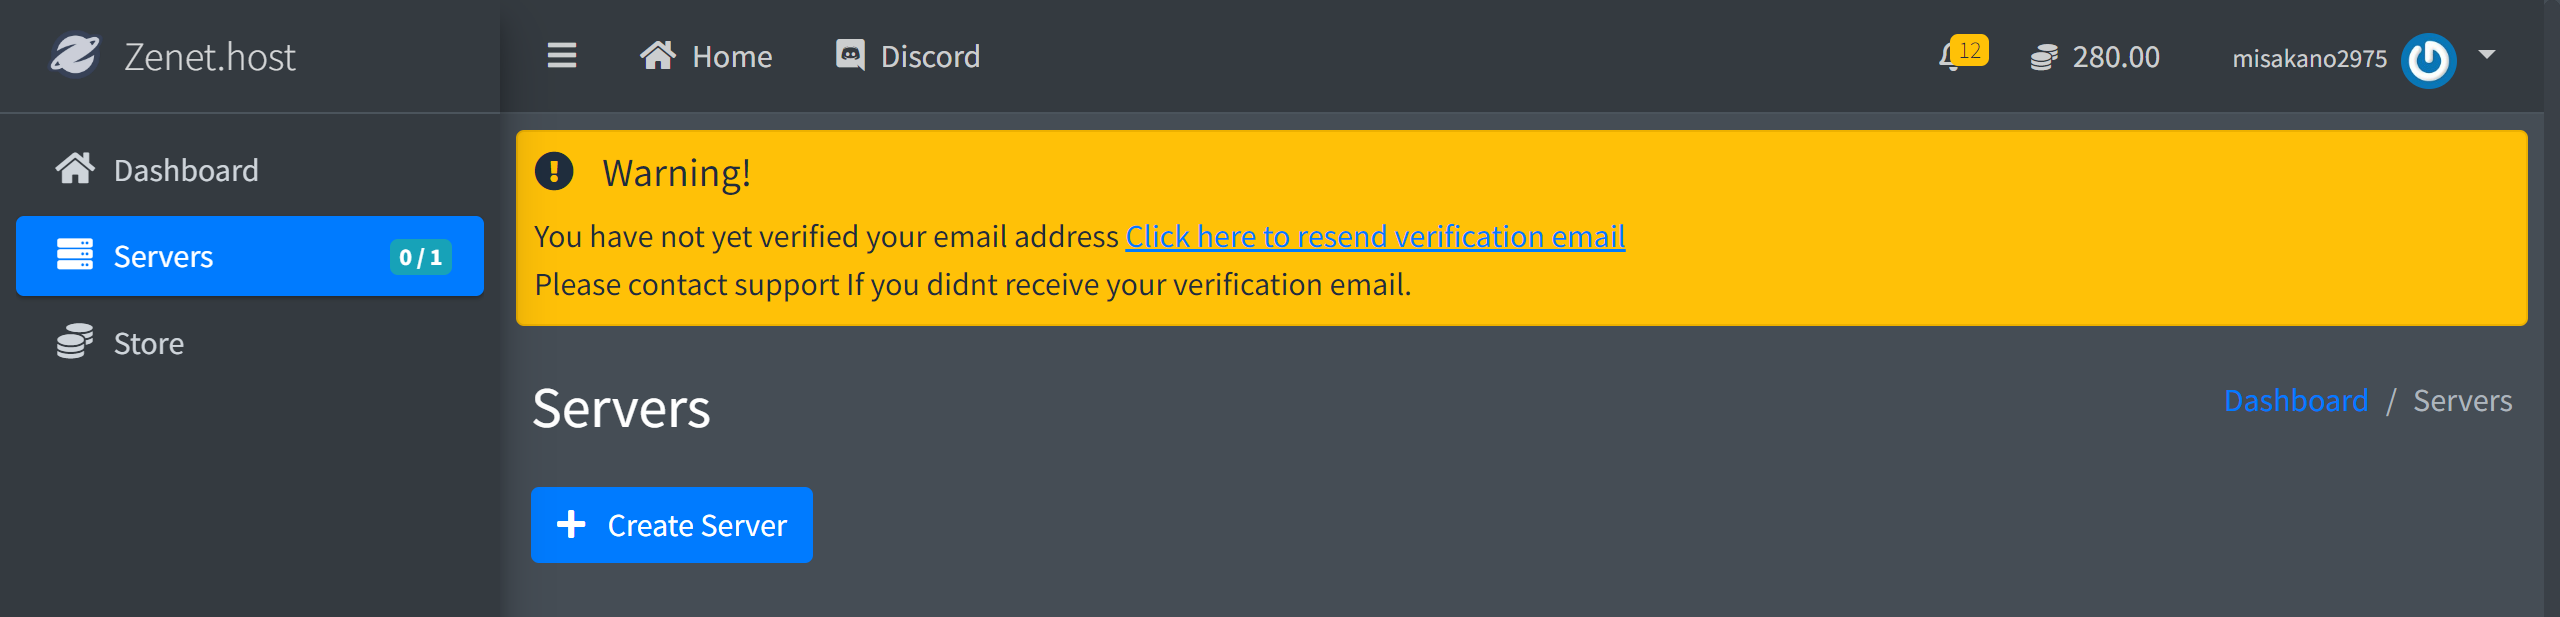 Zenet.host
Home
Discord
12
280.00
misakano2975
Dashboard
Servers
0 / 1
Store
Warning!
You have not yet verified your email address Click here to resend verification email
Please contact support If you didnt receive your verification email.
Servers
Dashboard / Servers
Create Server